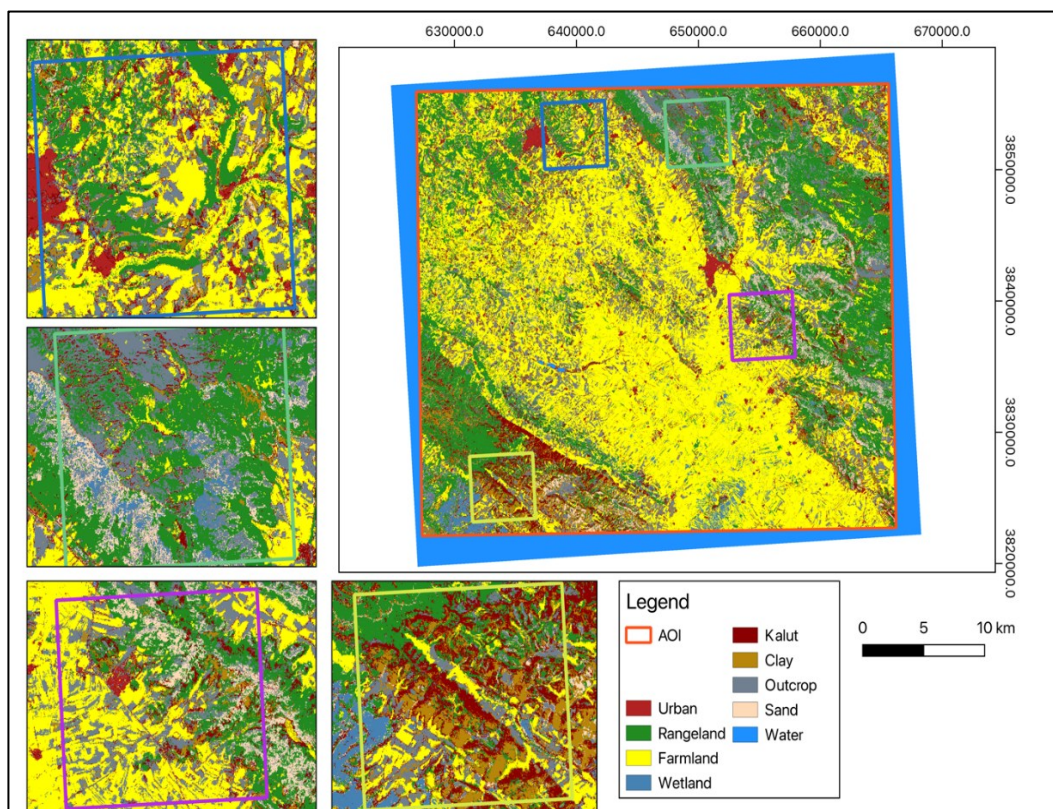 630000.0 640000.0 650000.0 660000.0 670000.0
3850000.0
3840000.0
3830000.0
3820000.0
Legend
AOI
Urban
Rangeland
Farmland
Wetland
Kalut
Clay
Outcrop
Sand
Water
0 5 10 km